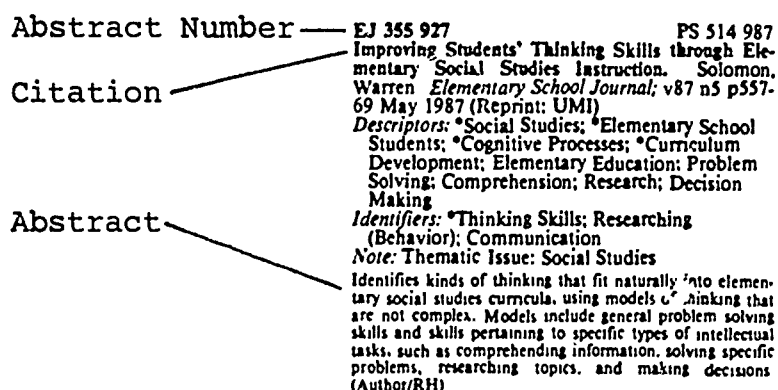 Abstract Number
EJ 355 927 PS 514 987
Citation
Improving Students' Thinking Skills through Ele-
mentary Social Studies Instruction. Solomon,
Warren Elementary School Journal; v87 n5 p557-
69 May 1987 (Reprint: UMI)
Descriptors: *Social Studies; *Elementary School
Students; *Cognitive Processes; *Curriculum
Development; Elementary Education; Problem
Solving; Comprehension; Research; Decision
Making
Abstract
Identifiers: *Thinking Skills; Researching
(Behavior); Communication
Note: Thematic Issue: Social Studies
Identifies kinds of thinking that fit naturally into elemen-
tary social studies curricula, using models of thinking that
are not complex. Models include general problem solving
skills and skills pertaining to specific types of intellectual
tasks, such as comprehending information, solving specific
problems, researching topics, and making decisions
(Author/RH)